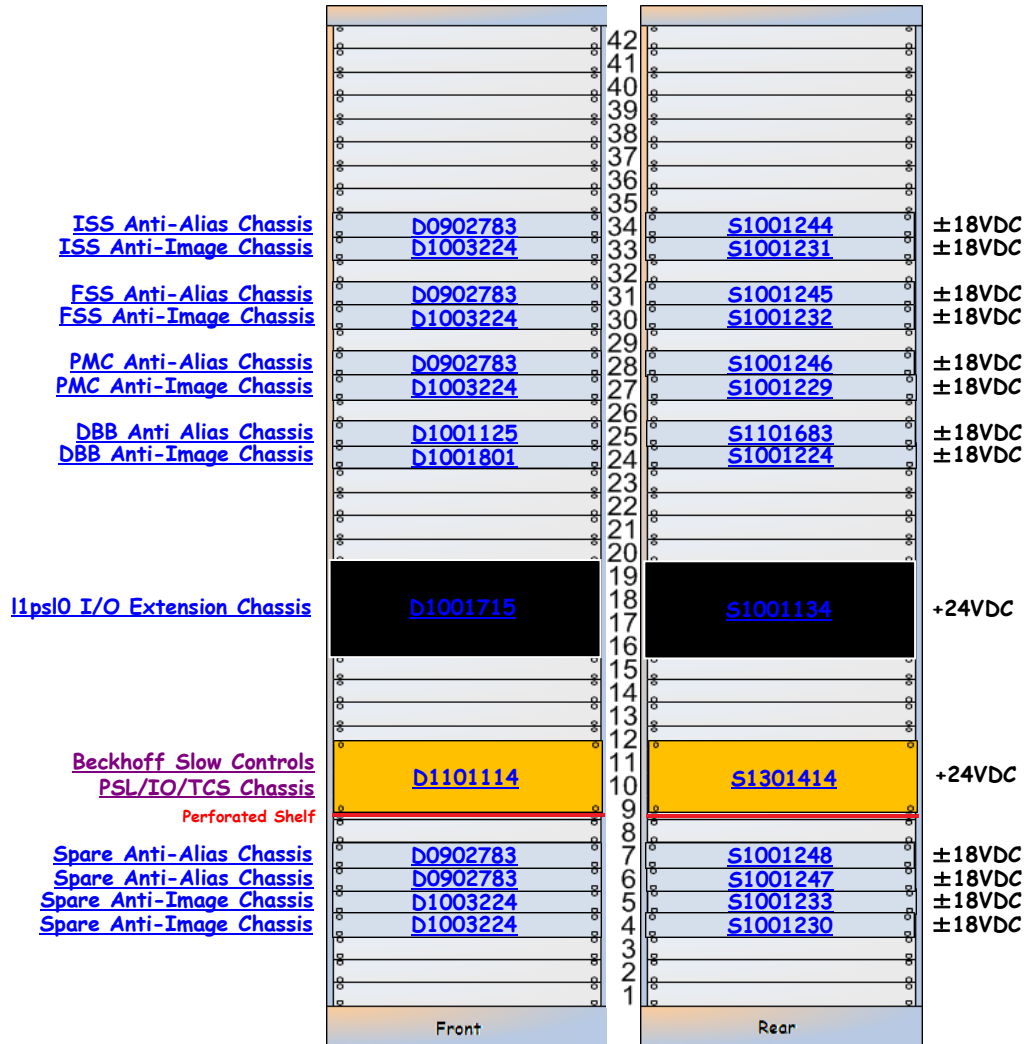 42
41
40
39
38
37
36
35
ISS Anti-Alias Chassis D0902783 34 S1001244 ±18VDC
ISS Anti-Image Chassis D1003224 33 S1001231 ±18VDC
32
FSS Anti-Alias Chassis D0902783 31 S1001245 ±18VDC
FSS Anti-Image Chassis D1003224 30 S1001232 ±18VDC
29
PMC Anti-Alias Chassis D0902783 28 S1001246 ±18VDC
PMC Anti-Image Chassis D1003224 27 S1001229 ±18VDC
26
DBB Anti Alias Chassis D1001125 25 S1101683 ±18VDC
DBB Anti-Image Chassis D1001801 24 S1001224 ±18VDC
23
22
21
20
19
l1psl0 I/O Extension Chassis D1001715 18 S1001134 +24VDC
17
16
15
14
13
12
Beckhoff Slow Controls 11
PSL/IO/TCS Chassis D1101114 10 S1301414 +24VDC
Perforated Shelf 9
8
Spare Anti-Alias Chassis D0902783 7 S1001248 ±18VDC
Spare Anti-Alias Chassis D0902783 6 S1001247 ±18VDC
Spare Anti-Image Chassis D1003224 5 S1001233 ±18VDC
Spare Anti-Image Chassis D1003224 4 S1001230 ±18VDC
3
2
1
Front Rear